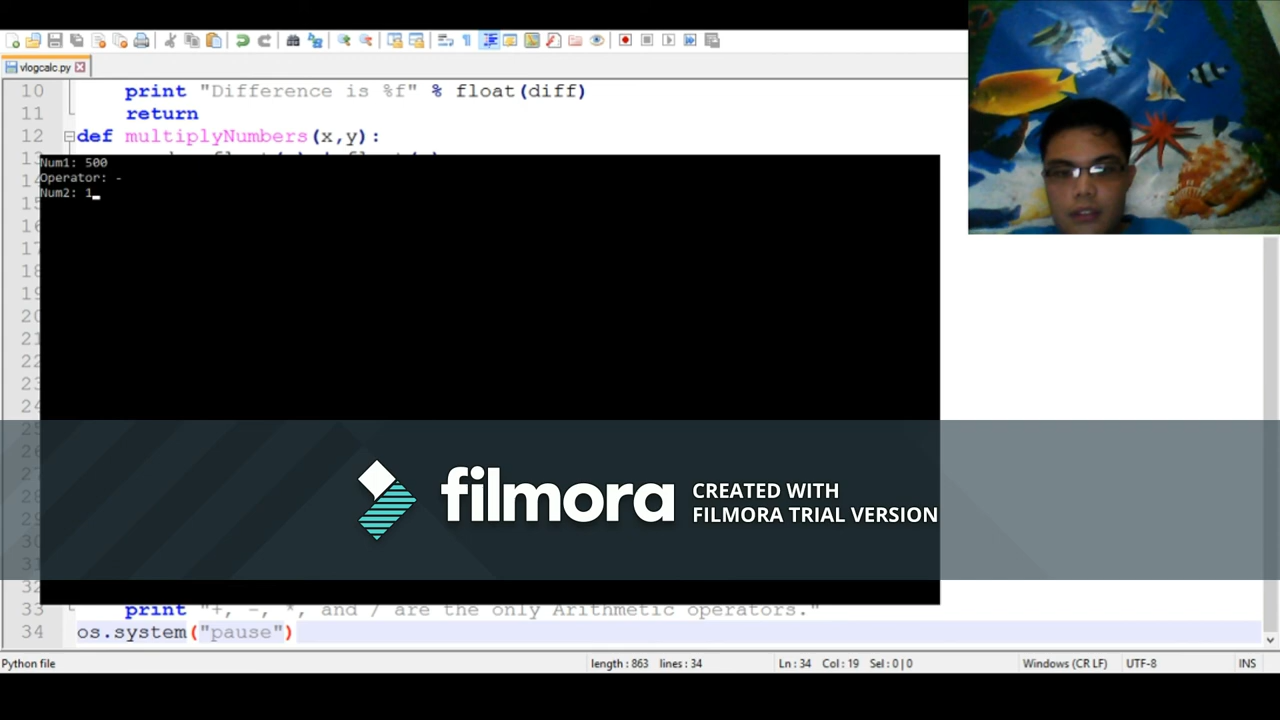 vlogcalc.py
10 print "Difference is %f" % float(diff)
11 return
12 def multiplyNumbers(x,y):
13
Num1: 500
Operator: -
Num2: 1
filmora
CREATED WITH
FILMORA TRIAL VERSION
33 print "+, -, *, and / are the only Arithmetic operators."
34 os.system("pause")
Python file
length : 863 lines : 34
Ln : 34 Col : 19 Sel : 0 | 0
Windows (CR LF)
UTF-8
INS